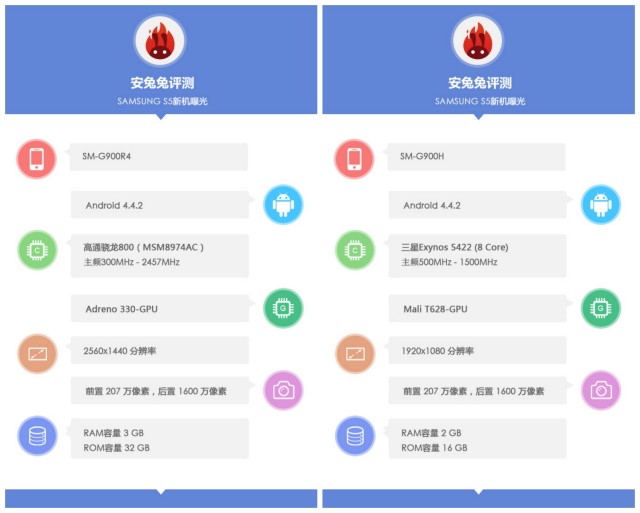 安兔兔评测
SAMSUNG S5新机曝光
SM-G900R4
Android 4.4.2
C
高通骁龙800（MSM8974AC）
主频300MHz - 2457MHz
Adreno 330-GPU
G
2560x1440 分辨率
前置 207 万像素，后置 1600 万像素
RAM容量 3 GB
ROM容量 32 GB
安兔兔评测
SAMSUNG S5新机曝光
SM-G900H
Android 4.4.2
C
三星Exynos 5422 (8 Core)
主频500MHz - 1500MHz
Mali T628-GPU
G
1920x1080 分辨率
前置 207 万像素，后置 1600 万像素
RAM容量 2 GB
ROM容量 16 GB